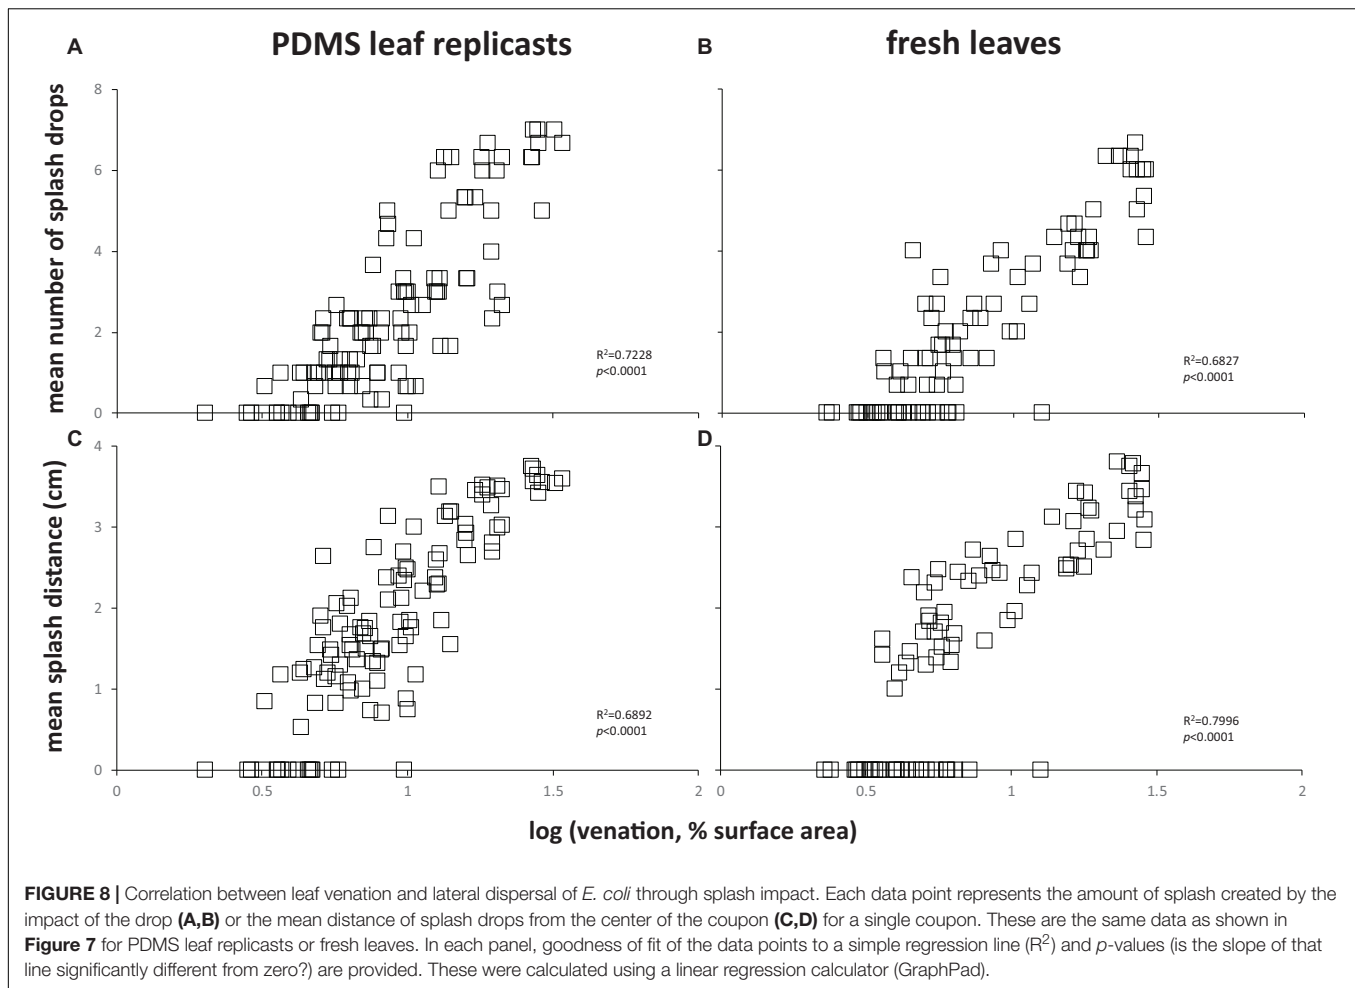 A
PDMS leaf replicasts
B
fresh leaves
mean number of splash drops
8
6
4
2
0
R²=0.7228
p<0.0001
R²=0.6827
p<0.0001
C
D
mean splash distance (cm)
4
3
2
1
0
R²=0.6892
p<0.0001
R²=0.7996
p<0.0001
0 0.5 1 1.5 2 0.5 1 1.5 2
log (venation, % surface area)
FIGURE 8 | Correlation between leaf venation and lateral dispersal of E. coli through splash impact. Each data point represents the amount of splash created by the
impact of the drop (A,B) or the mean distance of splash drops from the center of the coupon (C,D) for a single coupon. These are the same data as shown in
Figure 7 for PDMS leaf replicasts or fresh leaves. In each panel, goodness of fit of the data points to a simple regression line (R²) and p-values (is the slope of that
line significantly different from zero?) are provided. These were calculated using a linear regression calculator (GraphPad).